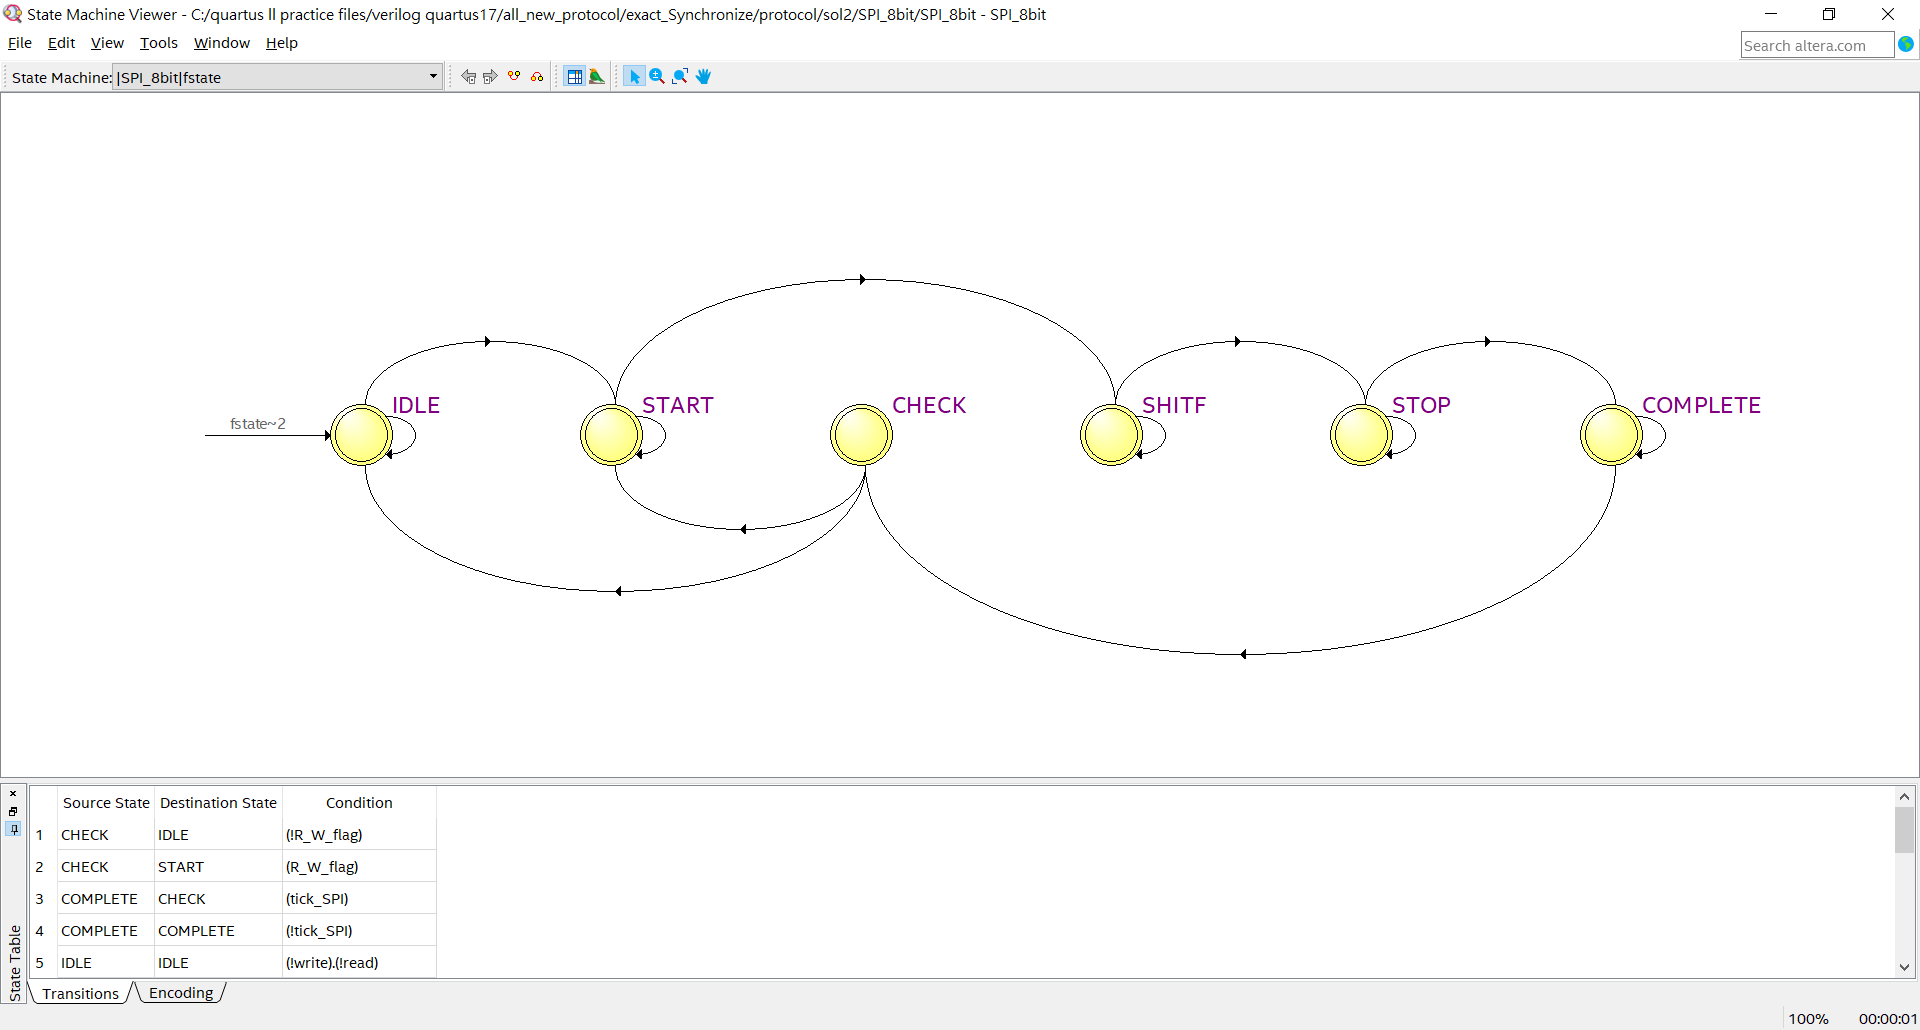 State Machine Viewer - C:/quartus ll practice files/verilog quartus17/all_new_protocol/exact_Synchronize/protocol/sol2/SPI_8bit/SPI_8bit - SPI_8bit
File Edit View Tools Window Help
Search altera.com
State Machine: |SPI_8bit|fstate
IDLE START CHECK SHITF STOP COMPLETE
fstate~2
Source State Destination State Condition
1 CHECK IDLE (!R_W_flag)
2 CHECK START (R_W_flag)
3 COMPLETE CHECK (tick_SPI)
4 COMPLETE COMPLETE (!tick_SPI)
5 IDLE IDLE (!write).(!read)
State Table
Transitions Encoding
100% 00:00:01